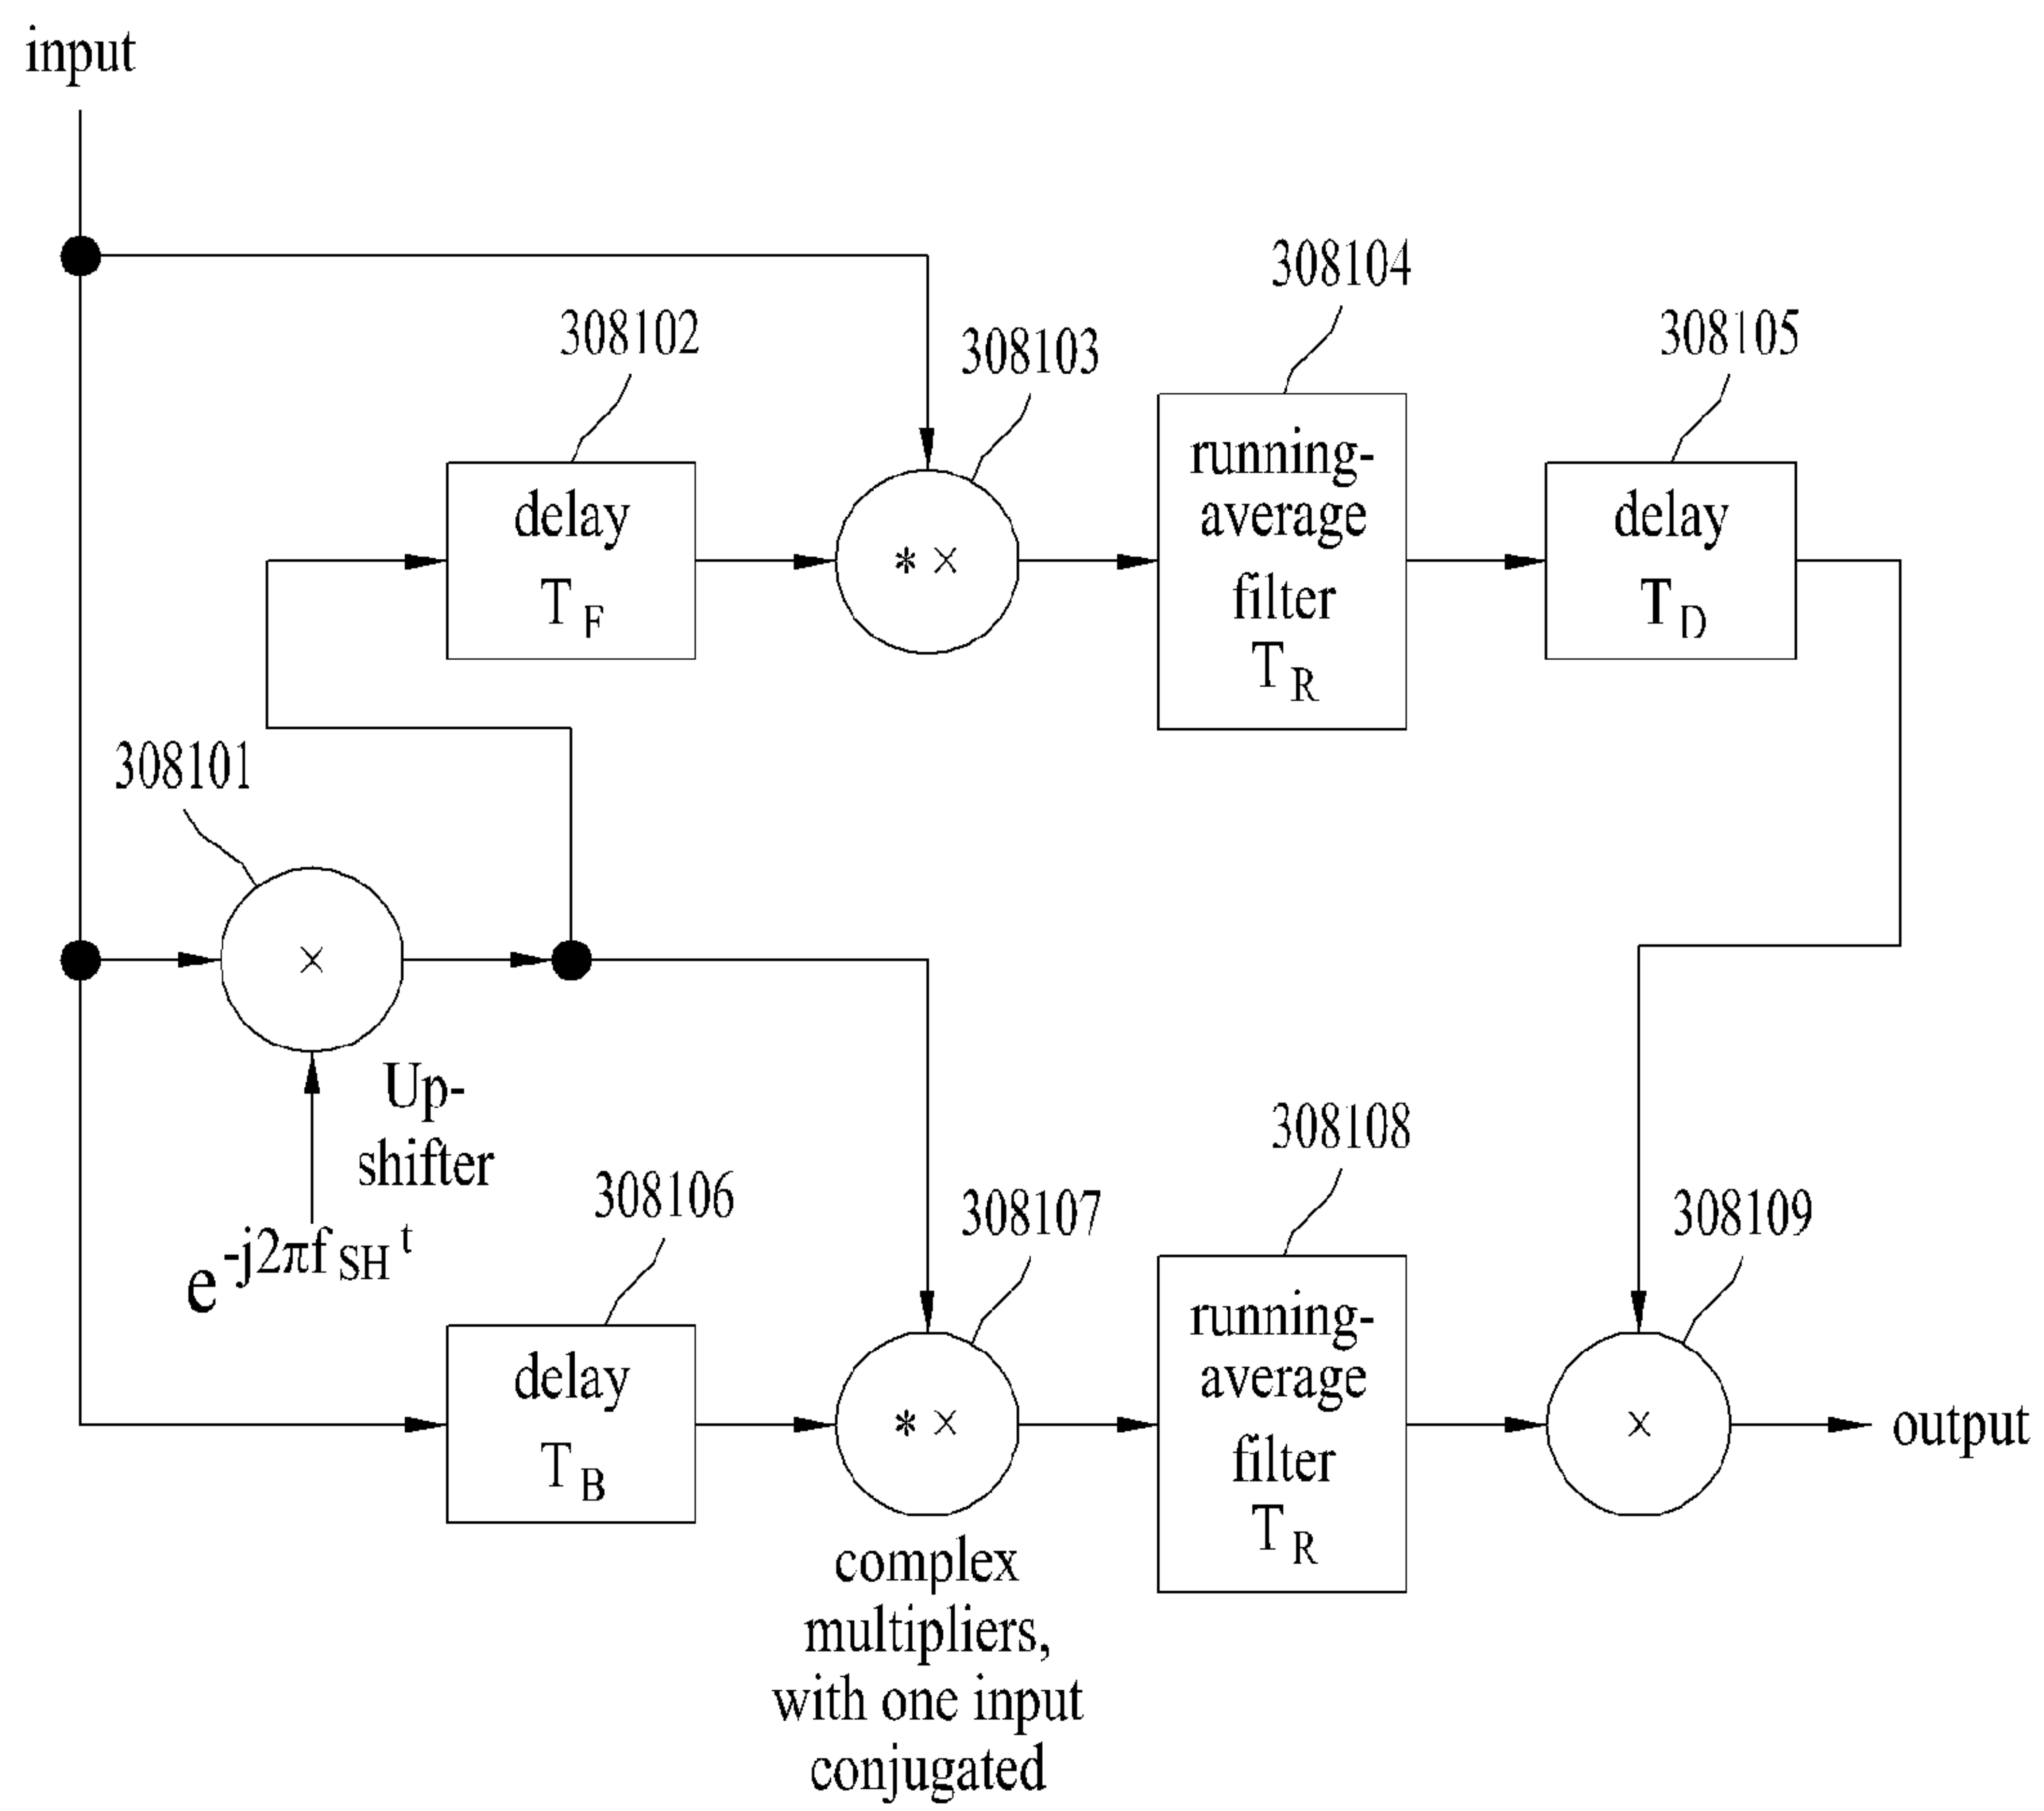 input
308104
308102
308105
308103
running-
average
filter
T R
delay
T F
delay
T D
* ×
308101
×
Up-
shifter
e -j2πf SH t
308108
308106
308107
308109
running-
average
filter
T R
delay
T B
* ×
×
output
complex
multipliers,
with one input
conjugated